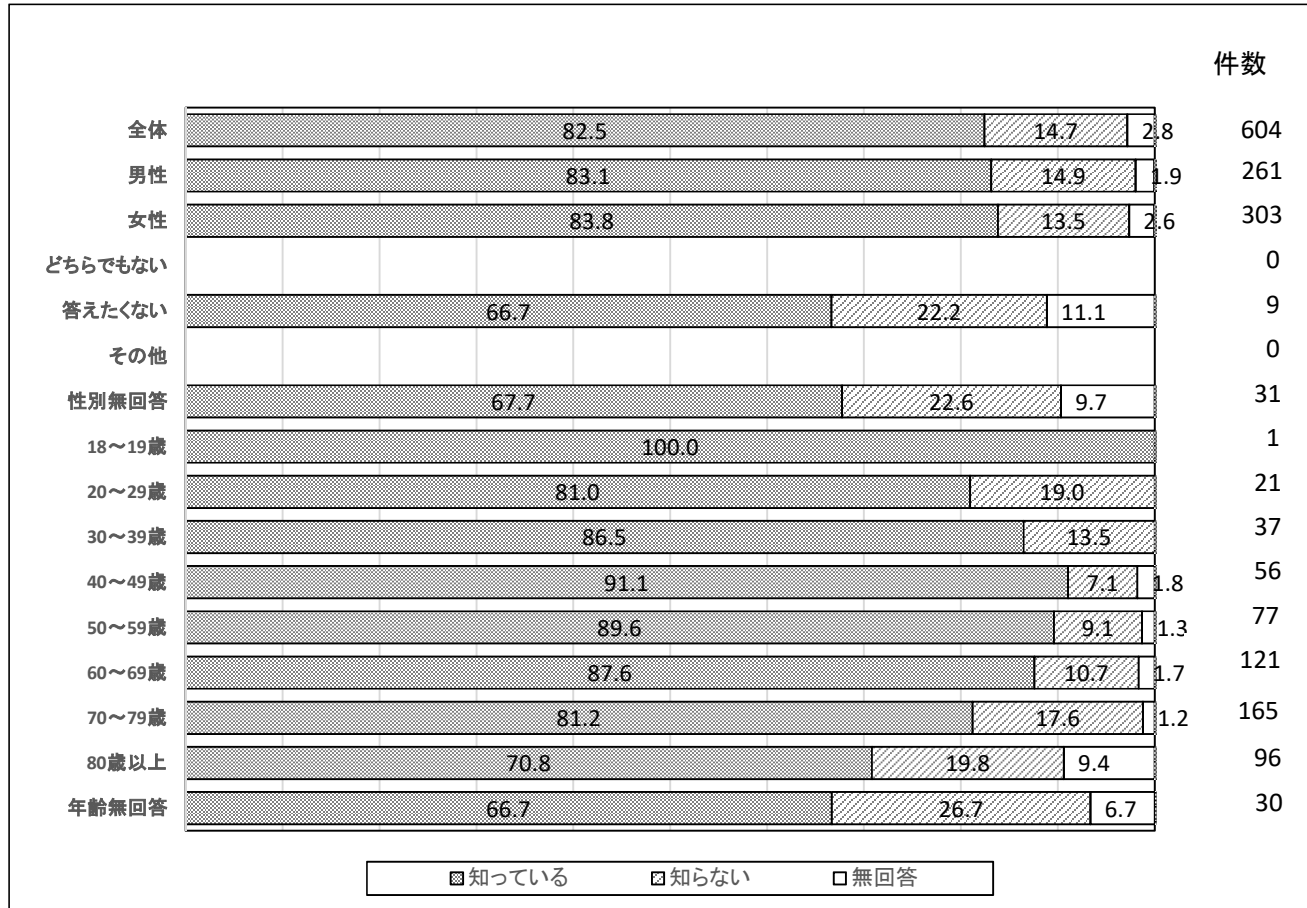 件数
全体 82.5 14.7 2.8 604
男性 83.1 14.9 1.9 261
女性 83.8 13.5 2.6 303
どちらでもない 0
答えたくない 66.7 22.2 11.1 9
その他 0
性別無回答 67.7 22.6 9.7 31
18～19歳 100.0 1
20～29歳 81.0 19.0 21
30～39歳 86.5 13.5 37
40～49歳 91.1 7.1 1.8 56
50～59歳 89.6 9.1 1.3 77
60～69歳 87.6 10.7 1.7 121
70～79歳 81.2 17.6 1.2 165
80歳以上 70.8 19.8 9.4 96
年齢無回答 66.7 26.7 6.7 30
知っている 知らない 無回答